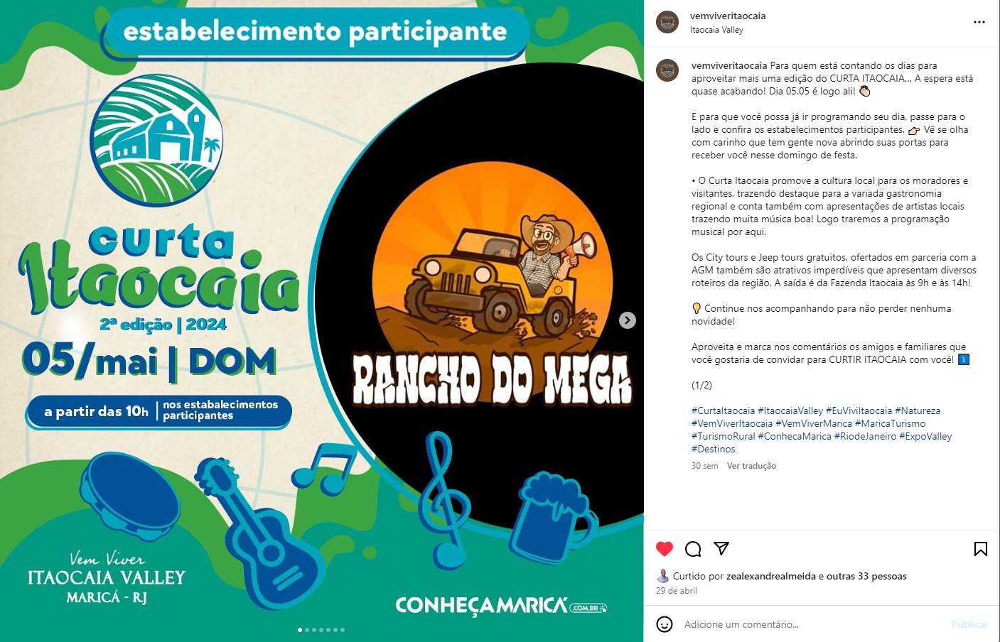 estabelecimento participante
curta
Itaocaia
2ª edição | 2024
05/mai | DOM
a partir das 10h | nos estabalecimentos
participantes
RANCHO DO MEGA
Vem Viver
ITAOCAIA VALLEY
MARICÁ - RJ
CONHEÇAMARICÁ .COM.BR
vemviveritaocaia
Itaocaia Valley
vemviveritaocaia Para quem está contando os dias para
aproveitar mais uma edição do CURTA ITAOCAIA... A espera está
quase acabando! Dia 05.05 é logo ali! 👏🏻
E para que você possa já ir programando seu dia, passe para o
lado e confira os estabelecimentos participantes. 👉🏻 Vê se olha
com carinho que tem gente nova abrindo suas portas para
receber você nesse domingo de festa.
• O Curta Itaocaia promove a cultura local para os moradores e
visitantes, trazendo destaque para a variada gastronomia
regional e conta também com apresentações de artistas locais
trazendo muita música boa! Logo traremos a programação
musical por aqui.
Os City tours e Jeep tours gratuitos, ofertados em parceria com a
AGM também são atrativos imperdíveis que apresentam diversos
roteiros da região. A saída é da Fazenda Itaocaia às 9h e às 14h!
💡 Continue nos acompanhando para não perder nenhuma
novidade!
Aproveita e marca nos comentários os amigos e familiares que
você gostaria de convidar para CURTIR ITAOCAIA com você! ⤵️
(1/2)
#CurtaItaocaia #ItaocaiaValley #EuViviItaocaia #Natureza
#VemViverItaocaia #VemViverMarica #MaricaTurismo
#TurismoRural #ConhecaMarica #RiodeJaneiro #ExpoValley
#Destinos
30 sem Ver tradução
Curtido por zealexandrealmeida e outras 33 pessoas
29 de abril
Adicione um comentário... Publicar